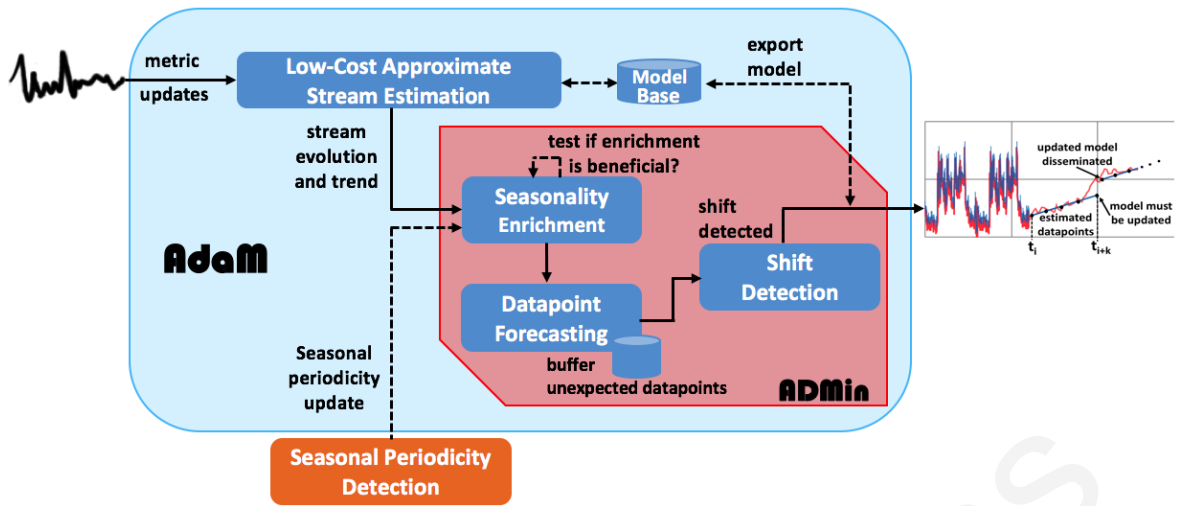 metric
updates
Low-Cost Approximate
Stream Estimation
Model
Base
export
model
stream
evolution
and trend
test if enrichment
is beneficial?
Seasonality
Enrichment
shift
detected
updated model
disseminated
model must
be updated
estimated
datapoints
t_i
t_{i+k}
AdaM
Shift
Detection
Datapoint
Forecasting
buffer
unexpected datapoints
ADMin
Seasonal
periodicity
update
Seasonal Periodicity
Detection